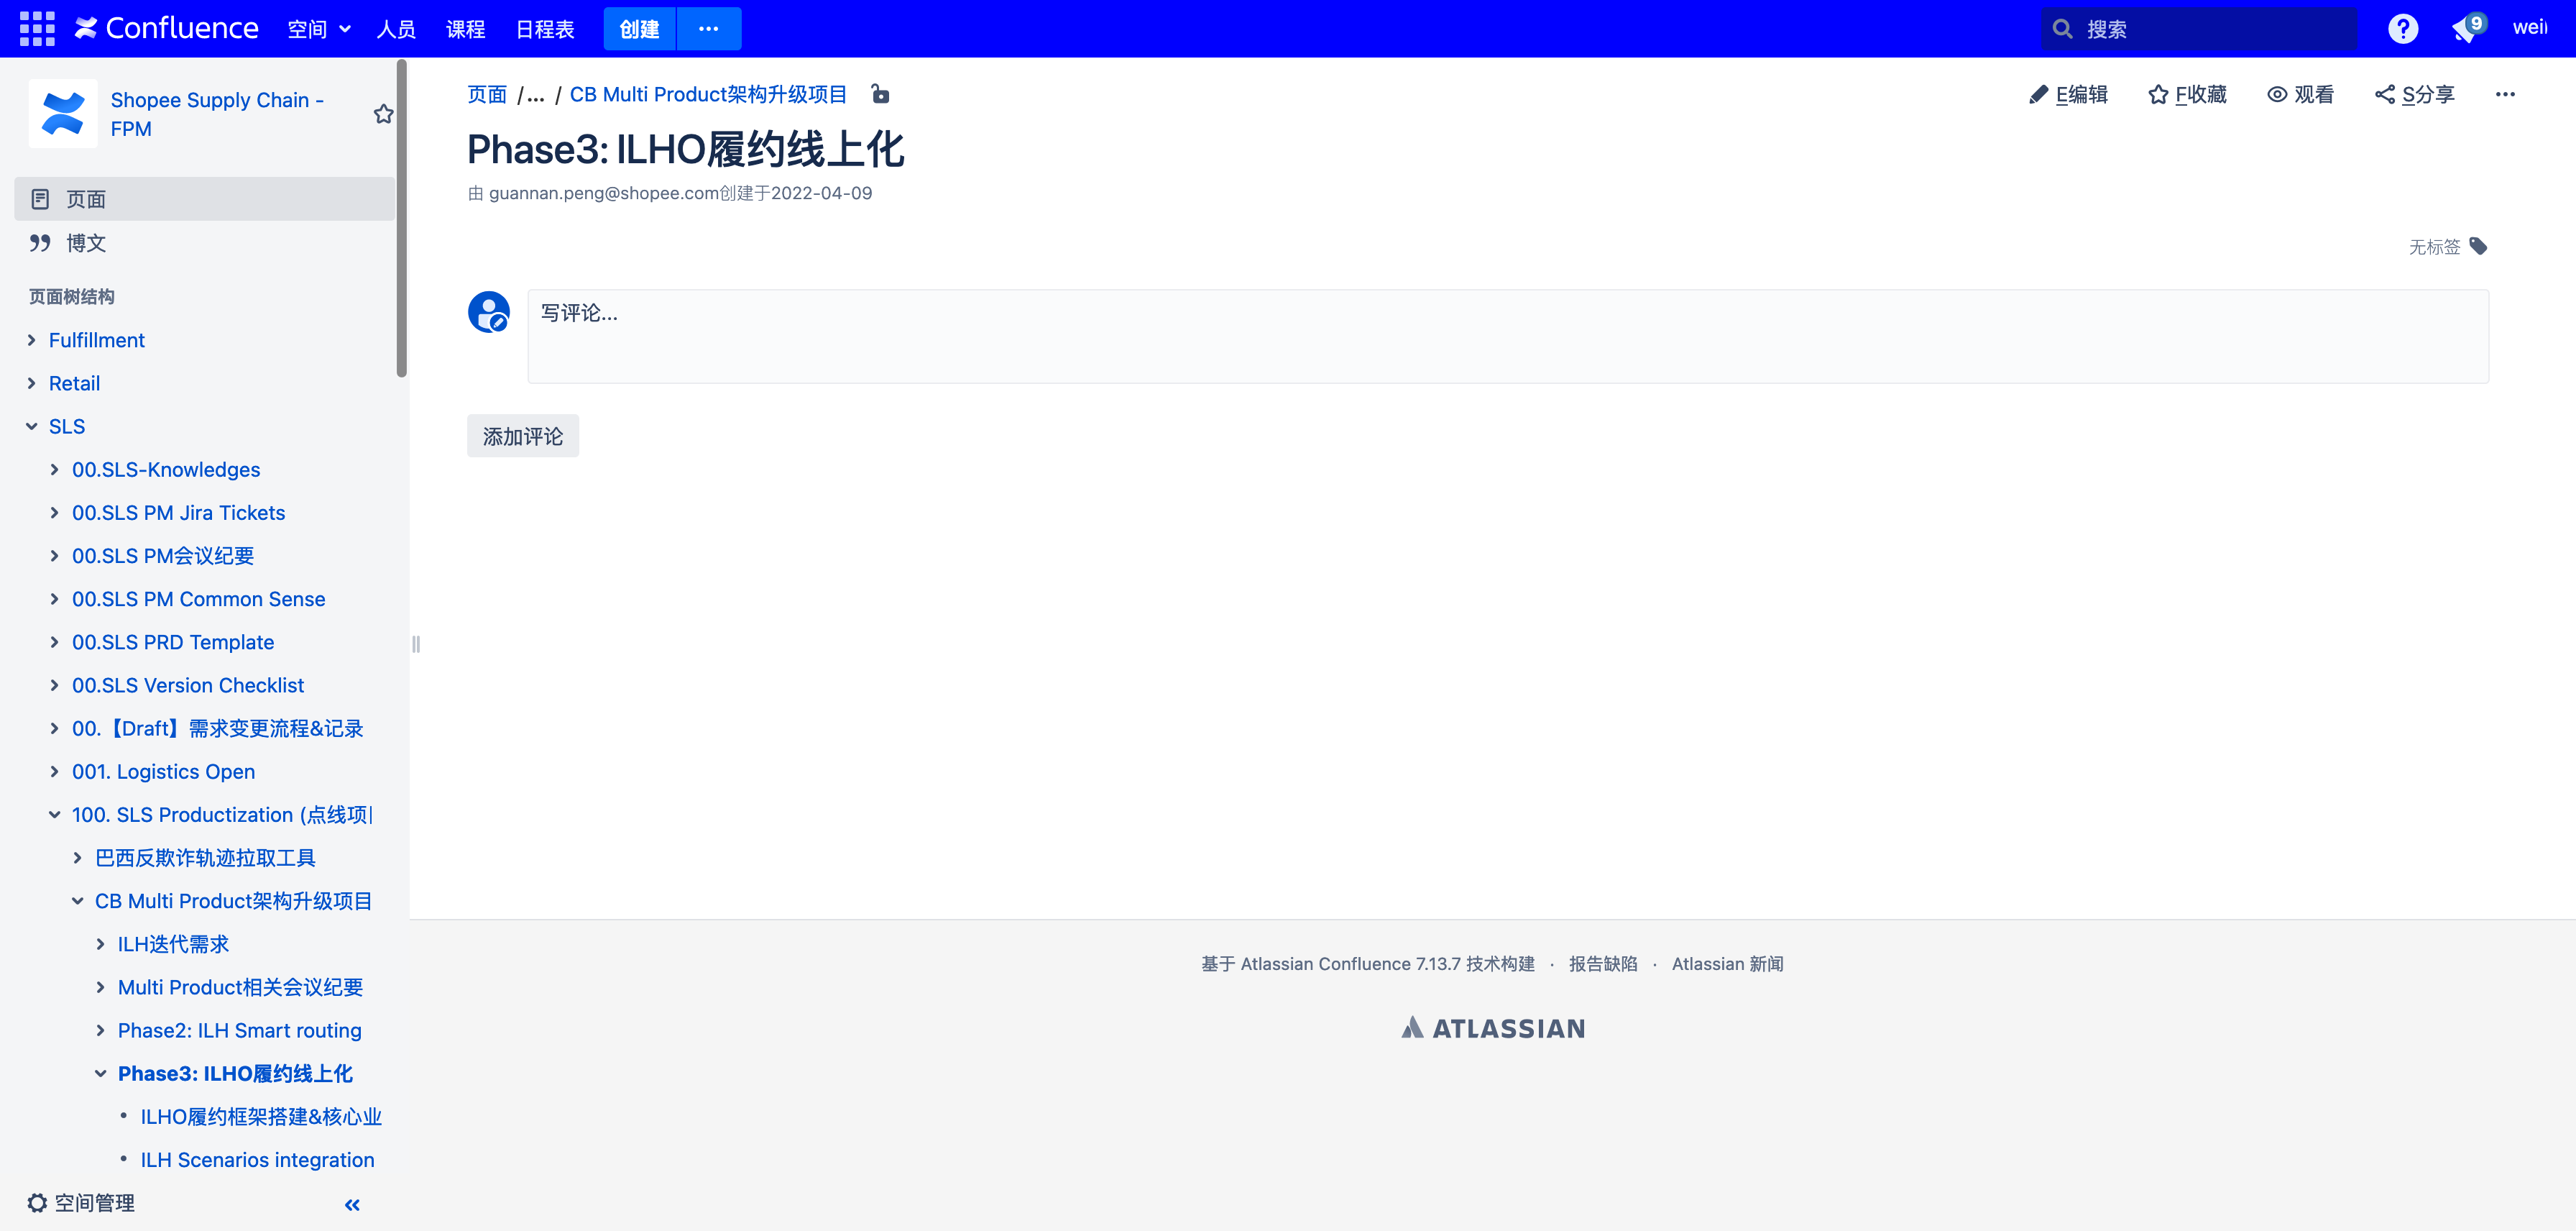 Confluence 空间 人员 课程 日程表 创建 ··· 搜索 ? 9 weil
Shopee Supply Chain -
FPM
页面
博文
页面树结构
Fulfillment
Retail
SLS
00.SLS-Knowledges
00.SLS PM Jira Tickets
00.SLS PM会议纪要
00.SLS PM Common Sense
00.SLS PRD Template
00.SLS Version Checklist
00.【Draft】需求变更流程&记录
001. Logistics Open
100. SLS Productization (点线项
巴西反欺诈轨迹拉取工具
CB Multi Product架构升级项目
ILH迭代需求
Multi Product相关会议纪要
Phase2: ILH Smart routing
Phase3: ILHO履约线上化
• ILHO履约框架搭建&核心业
• ILH Scenarios integration
空间管理 «
页面 /... / CB Multi Product架构升级项目 E编辑 F收藏 观看 S分享 ···
Phase3: ILHO履约线上化
由 guannan.peng@shopee.com创建于2022-04-09
无标签
写评论...
添加评论
基于 Atlassian Confluence 7.13.7 技术构建 · 报告缺陷 · Atlassian 新闻
ATLASSIAN